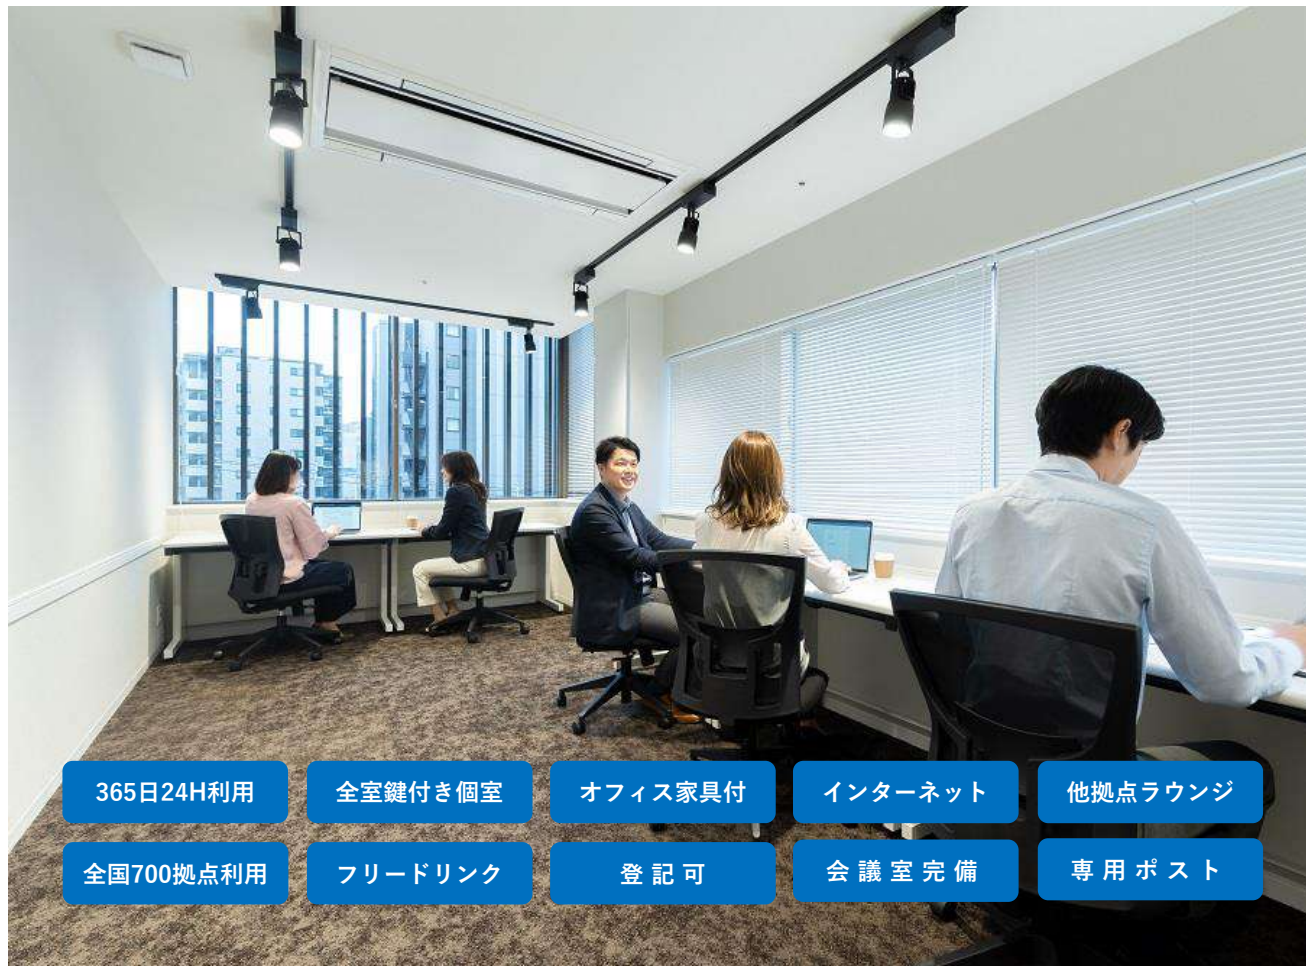 365日24H利用
全室鍵付き個室
オフィス家具付
インターネット
他拠点ラウンジ
全国700拠点利用
フリードリンク
登記可
会議室完備
専用ポスト